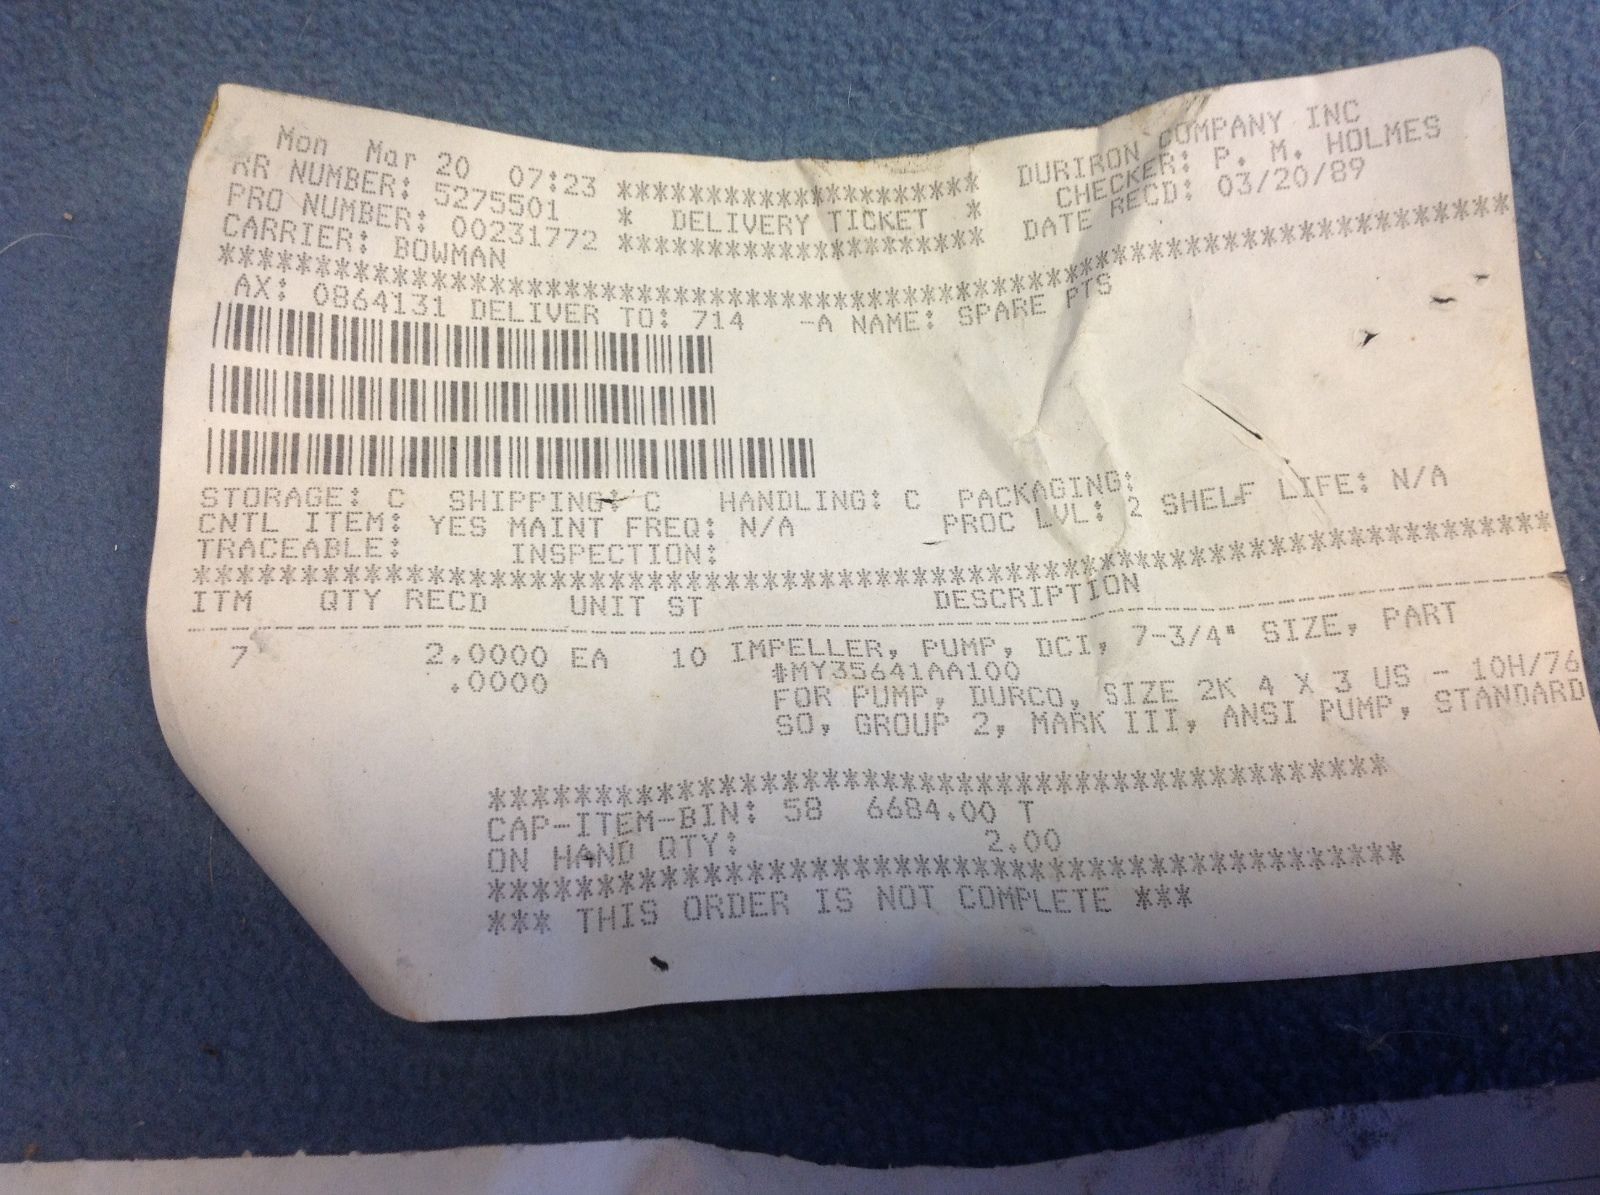 Mon Mar 20 07:23 ******************* DURIRON COMPANY INC
RR NUMBER: 5275501 * DELIVERY TICKET * CHECKER: P. M. HOLMES
PRO NUMBER: 00231772 ******************* DATE RECD: 03/20/89
CARRIER: BOWMAN
********************************************************************************
AX: 0864131 DELIVER TO: 714 -A NAME: SPARE PTS
STORAGE: C SHIPPING: C HANDLING: C PACKAGING:
CNTL ITEM: YES MAINT FREQ: N/A PROC LVL: 2 SHELF LIFE: N/A
TRACEABLE: INSPECTION:
********************************************************************************
ITM QTY RECD UNIT ST DESCRIPTION
--------------------------------------------------------------------------------
7 2.0000 EA 10 IMPELLER, PUMP, DCI, 7-3/4" SIZE, PART
.0000 #MY35641AA100
FOR PUMP, DURCO, SIZE 2K 4 X 3 US - 10H/76
SO, GROUP 2, MARK III, ANSI PUMP, STANDARD
*******************************************
CAP-ITEM-BIN: 58 6684.00 T
ON HAND QTY: 2.00
*******************************************
*** THIS ORDER IS NOT COMPLETE ***